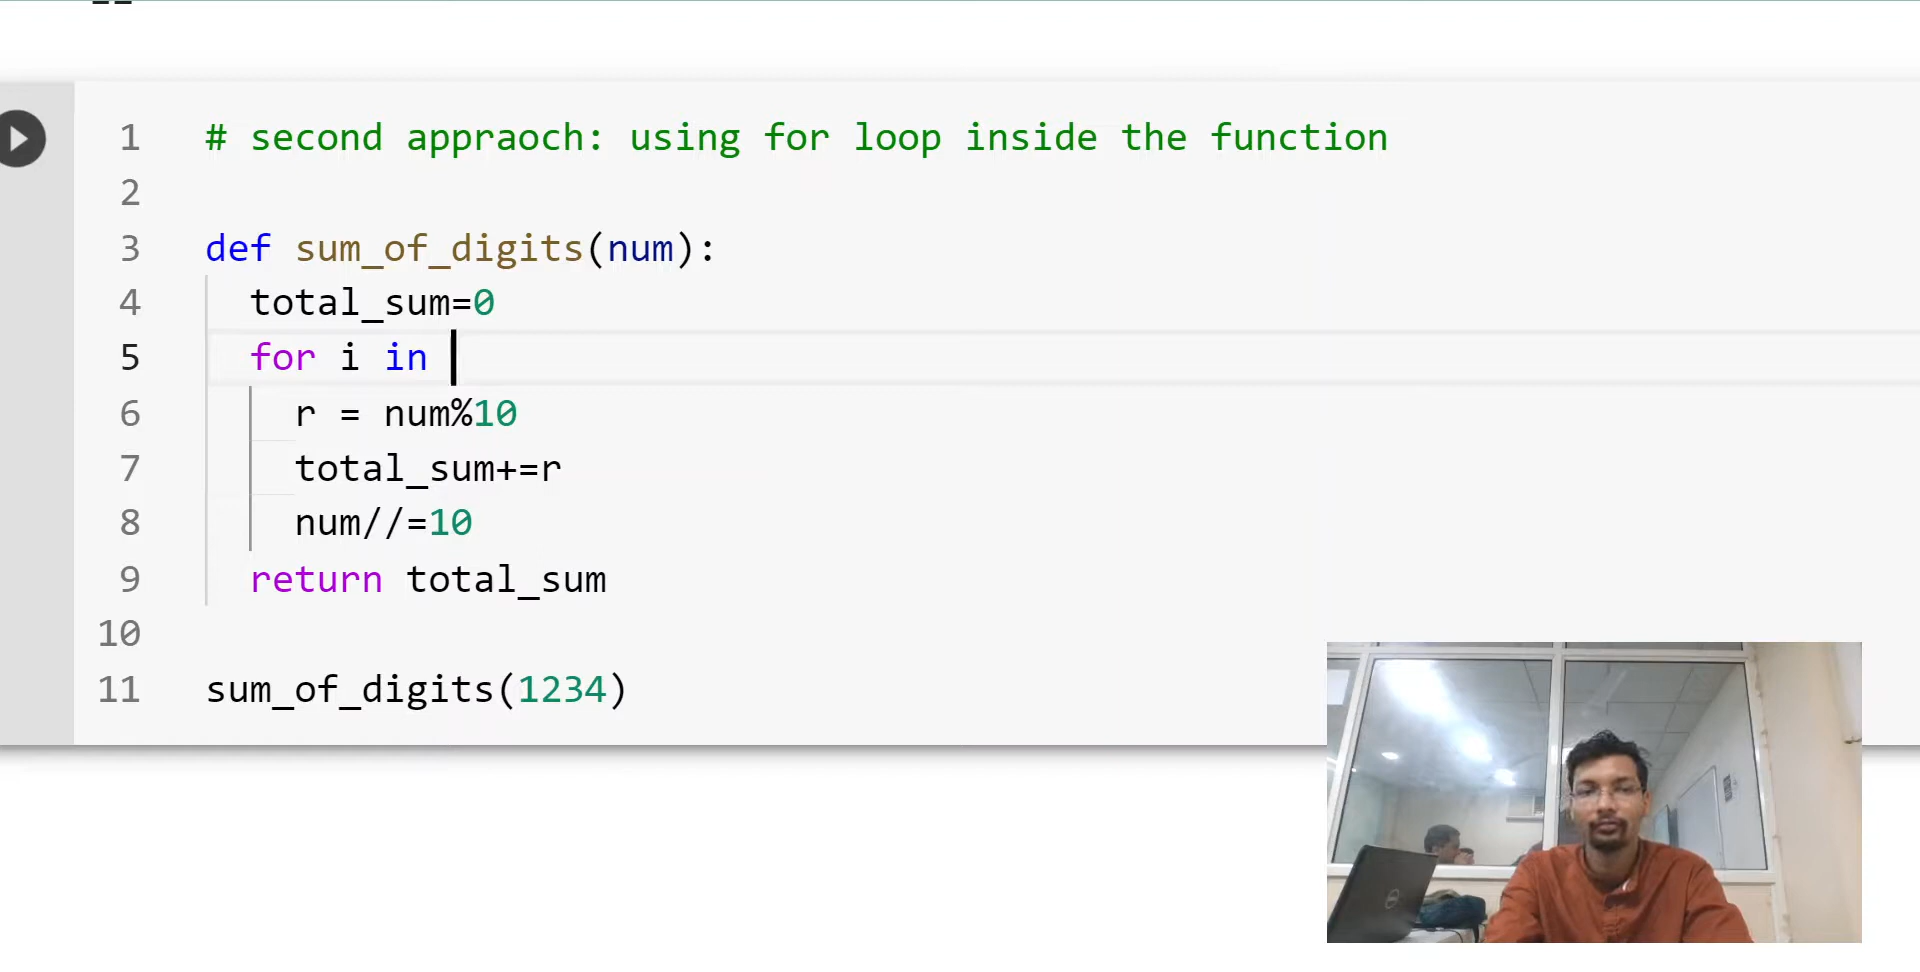 1 # second appraoch: using for loop inside the function
2
3 def sum_of_digits(num):
4 total_sum=0
5 for i in
6 r = num%10
7 total_sum+=r
8 num//=10
9 return total_sum
10
11 sum_of_digits(1234)